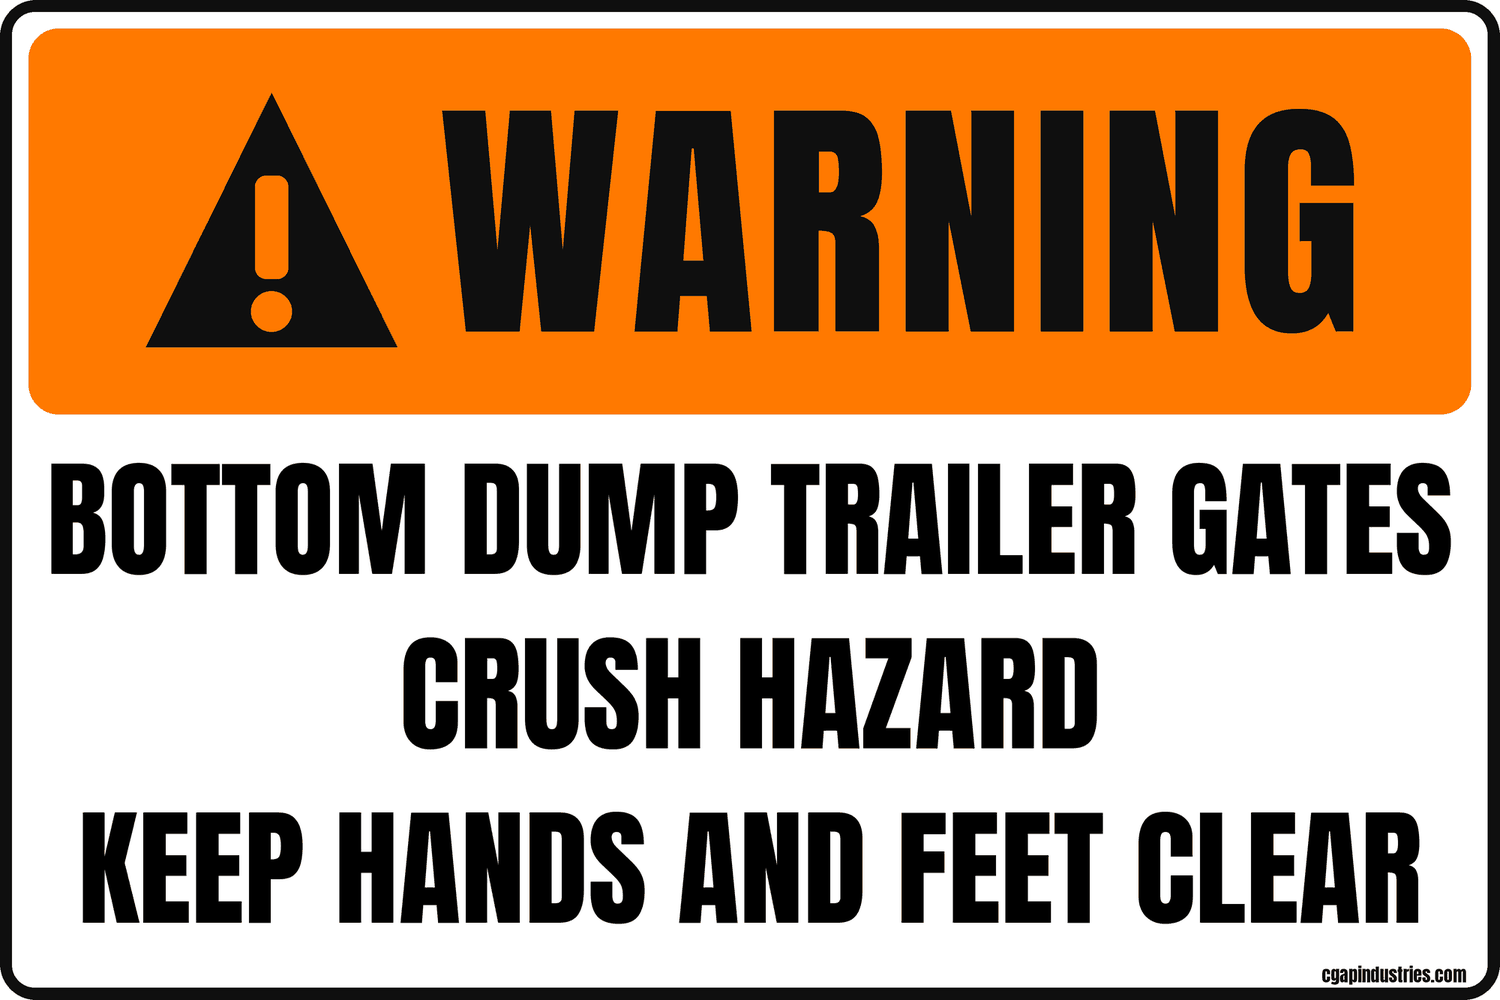 WARNING
BOTTOM DUMP TRAILER GATES
CRUSH HAZARD
KEEP HANDS AND FEET CLEAR
cgapindustries.com